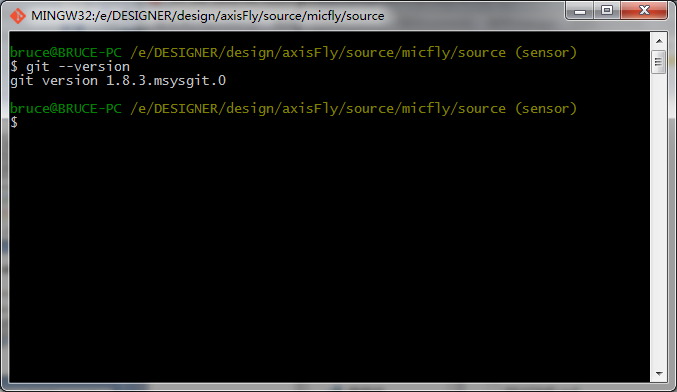 MINGW32:/e/DESIGNER/design/axisFly/source/micfly/source
bruce@BRUCE-PC /e/DESIGNER/design/axisFly/source/micfly/source (sensor)
$ git --version
git version 1.8.3.msysgit.0
bruce@BRUCE-PC /e/DESIGNER/design/axisFly/source/micfly/source (sensor)
$